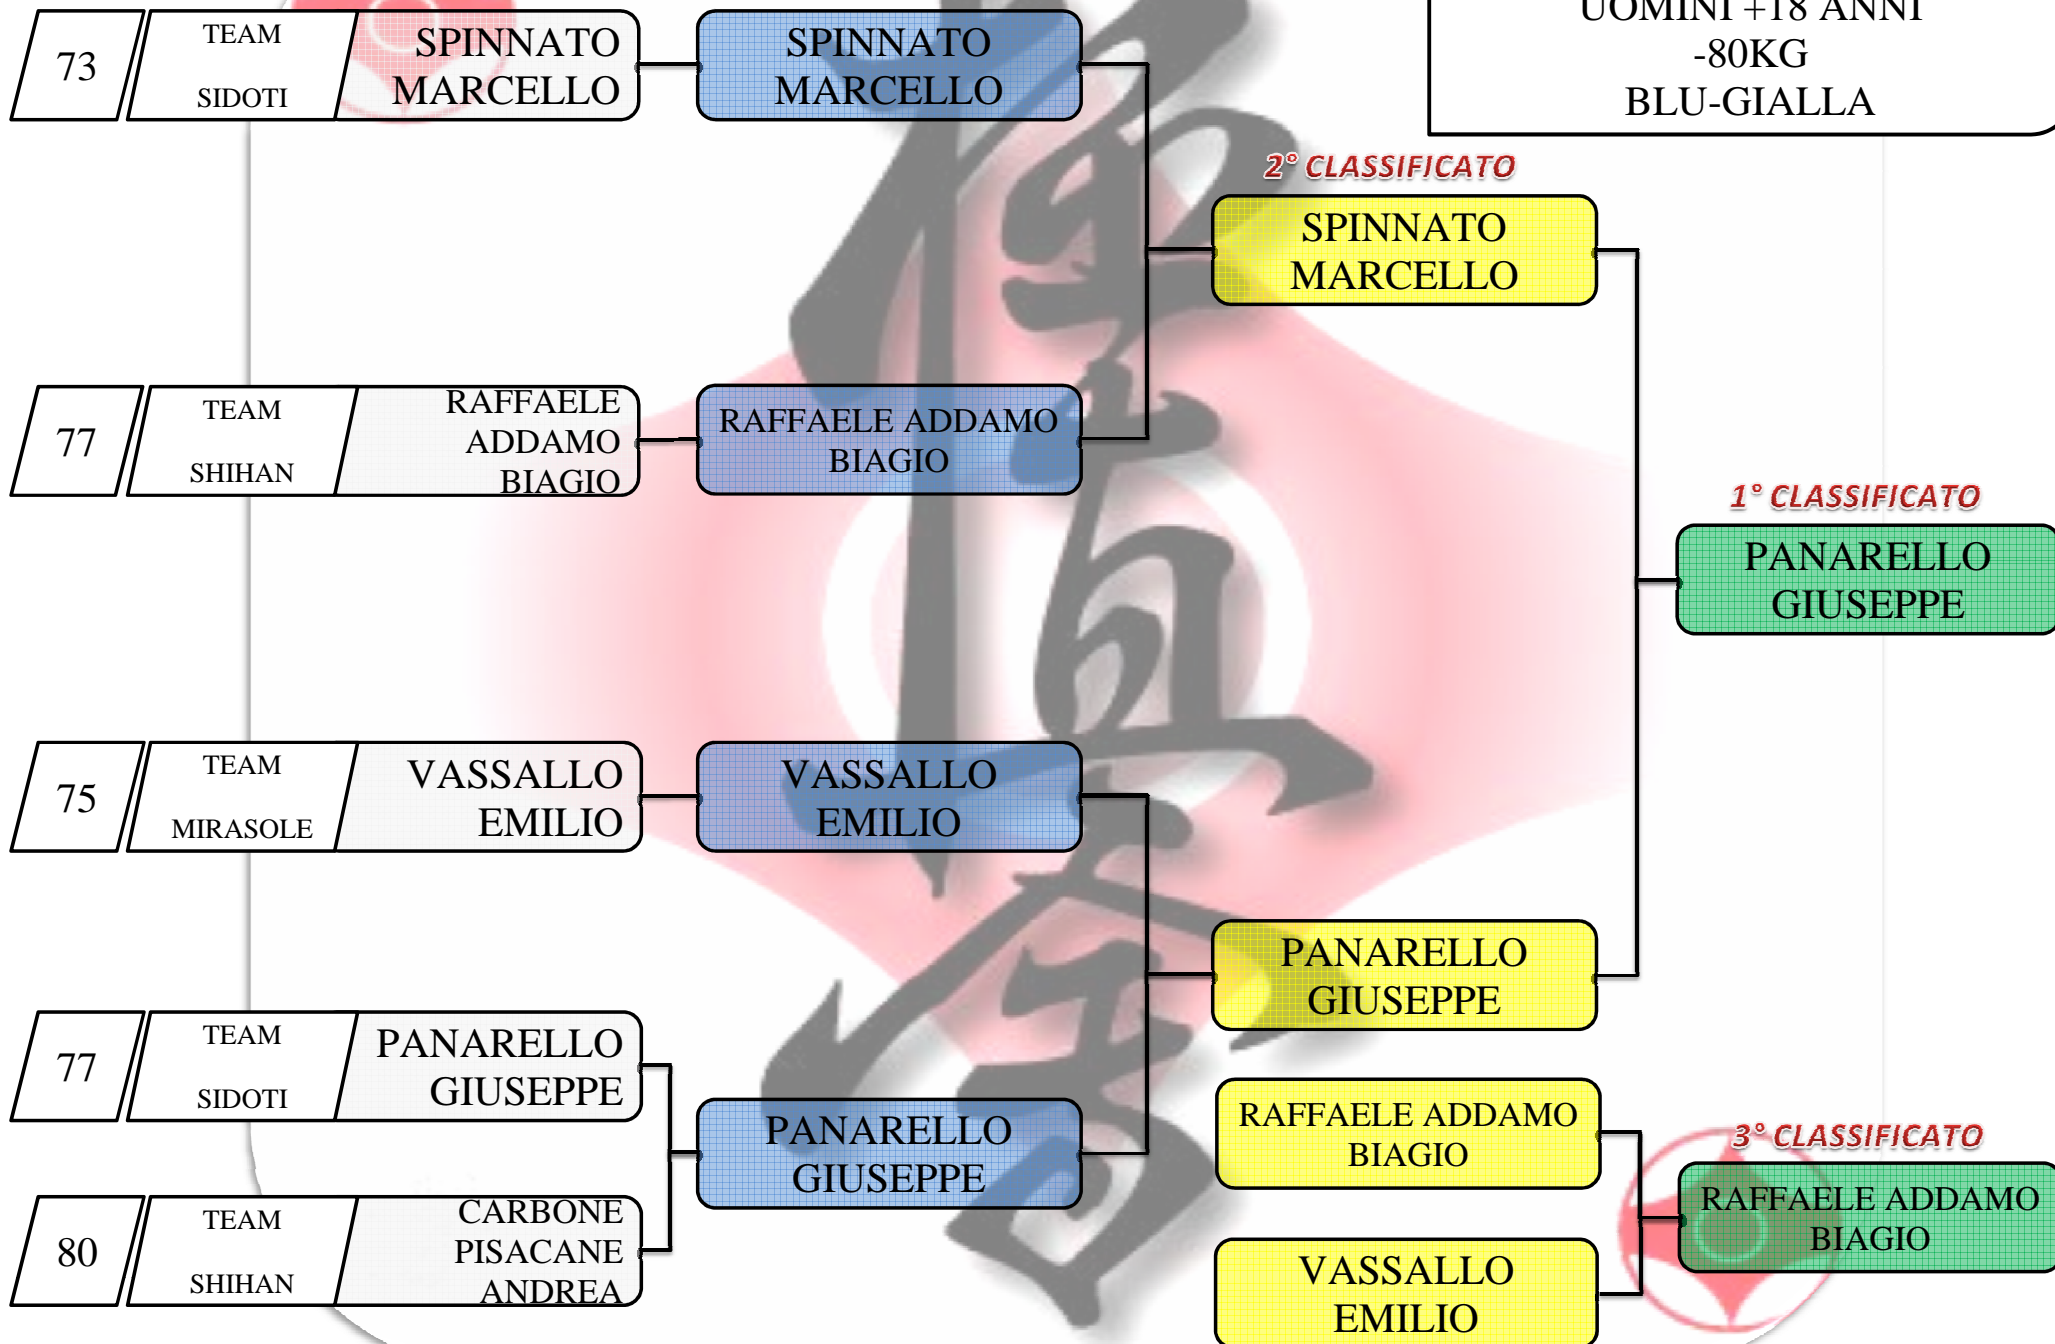 UOMINI +18 ANNI
-80KG
BLU-GIALLA
73
TEAM
SIDOTI
SPINNATO
MARCELLO
SPINNATO
MARCELLO
2° CLASSIFICATO
SPINNATO
MARCELLO
77
TEAM
SHIHAN
RAFFAELE
ADDAMO
BIAGIO
RAFFAELE ADDAMO
BIAGIO
1° CLASSIFICATO
PANARELLO
GIUSEPPE
75
TEAM
MIRASOLE
VASSALLO
EMILIO
VASSALLO
EMILIO
PANARELLO
GIUSEPPE
77
TEAM
SIDOTI
PANARELLO
GIUSEPPE
PANARELLO
GIUSEPPE
80
TEAM
SHIHAN
CARBONE
PISACANE
ANDREA
RAFFAELE ADDAMO
BIAGIO
VASSALLO
EMILIO
3° CLASSIFICATO
RAFFAELE ADDAMO
BIAGIO
極真会